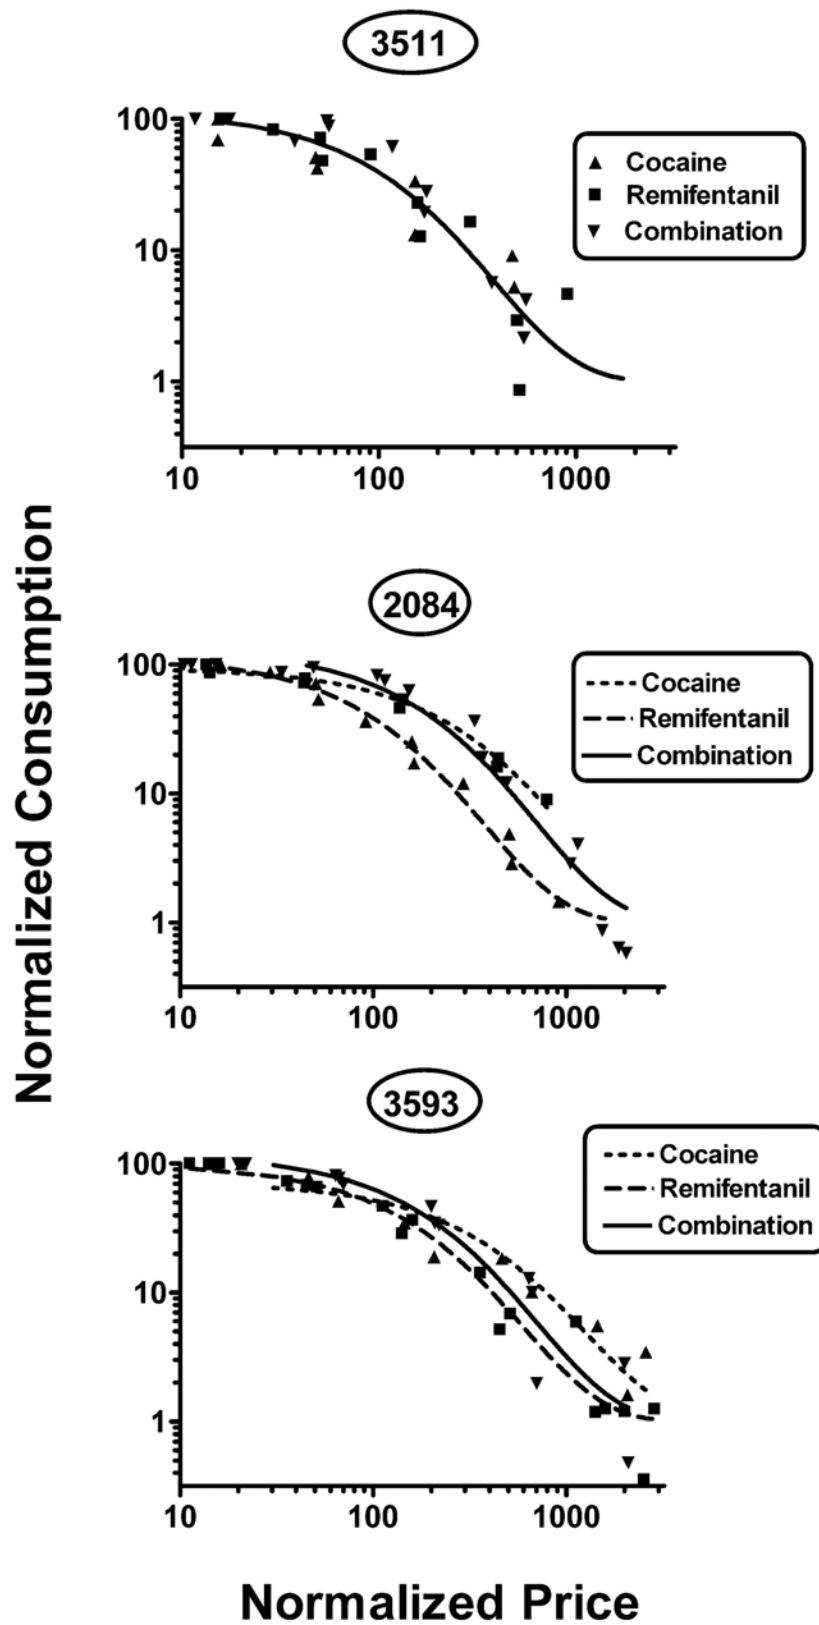 3511
100
10
1
10
100
1000
Cocaine
Remifentanil
Combination
Normalized Consumption
2084
100
10
1
10
100
1000
Cocaine
Remifentanil
Combination
3593
100
10
1
10
100
1000
Cocaine
Remifentanil
Combination
Normalized Price